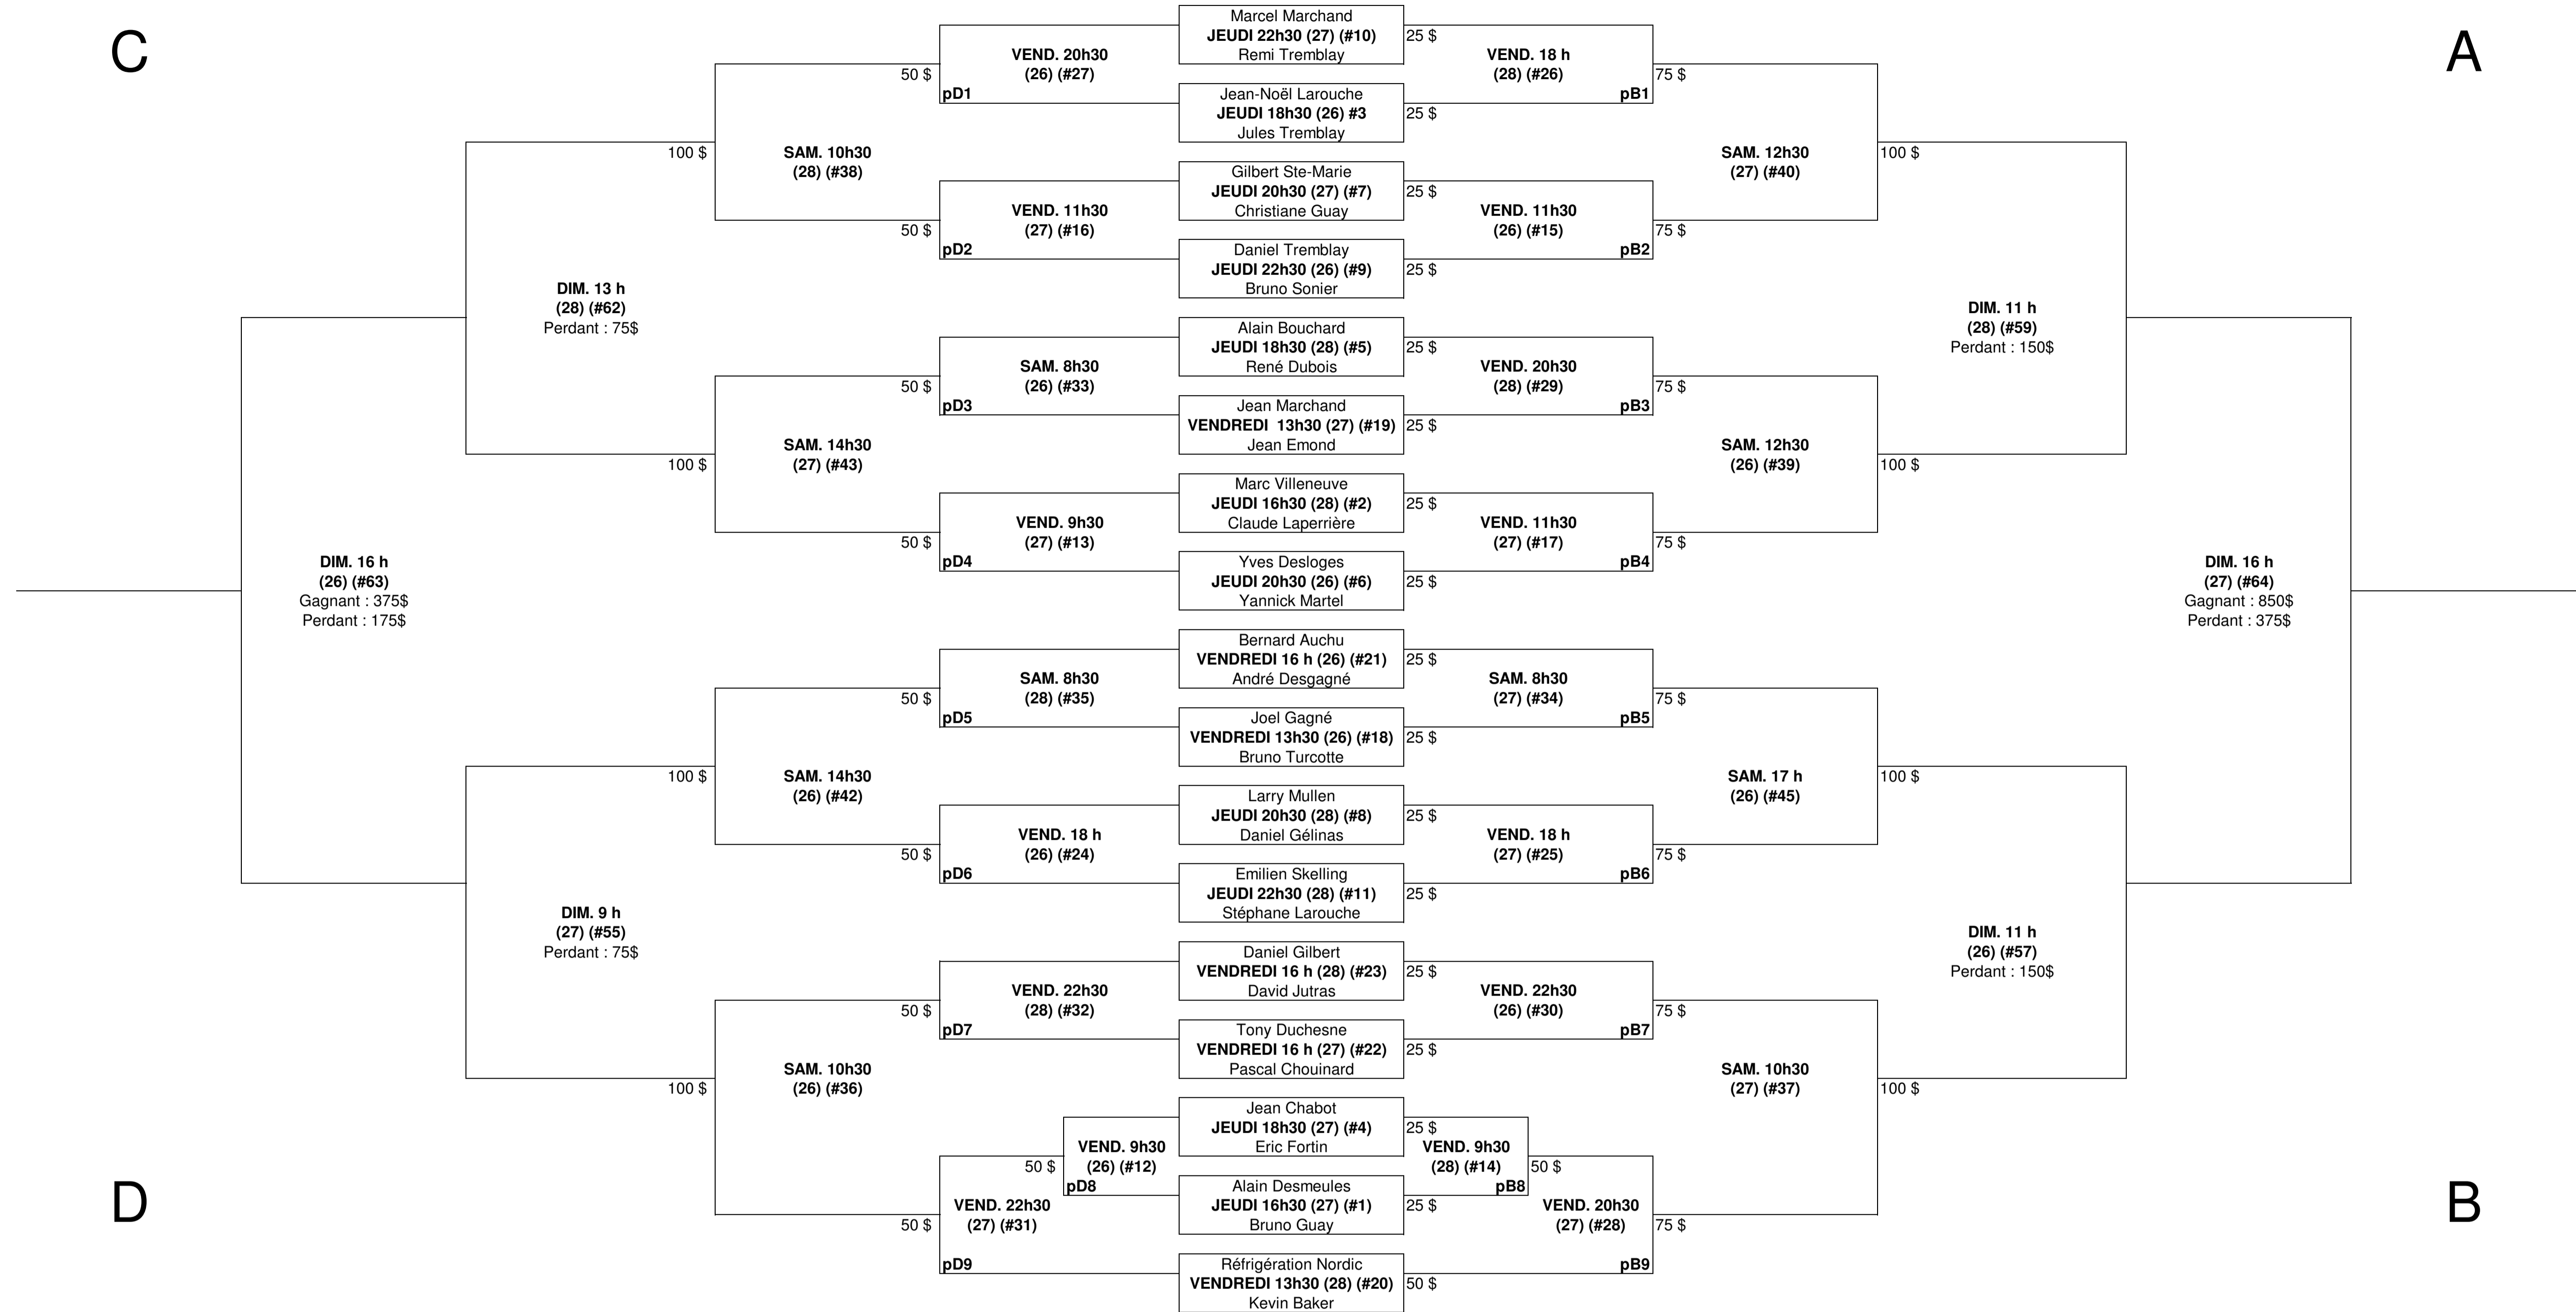 C
A
Marcel Marchand
JEUDI 22h30 (27) (#10)
Remi Tremblay
25 $
VEND. 20h30
(26) (#27)
VEND. 18 h
(28) (#26)
50 $
75 $
pD1
pB1
Jean-Noël Larouche
JEUDI 18h30 (26) #3
Jules Tremblay
25 $
100 $
SAM. 10h30
(28) (#38)
SAM. 12h30
(27) (#40)
100 $
Gilbert Ste-Marie
JEUDI 20h30 (27) (#7)
Christiane Guay
25 $
VEND. 11h30
(27) (#16)
VEND. 11h30
(26) (#15)
50 $
75 $
pD2
pB2
Daniel Tremblay
JEUDI 22h30 (26) (#9)
Bruno Sonier
25 $
DIM. 13 h
(28) (#62)
Perdant : 75$
DIM. 11 h
(28) (#59)
Perdant : 150$
Alain Bouchard
JEUDI 18h30 (28) (#5)
René Dubois
25 $
SAM. 8h30
(26) (#33)
VEND. 20h30
(28) (#29)
50 $
75 $
pD3
pB3
Jean Marchand
VENDREDI  13h30 (27) (#19)
Jean Emond
25 $
100 $
SAM. 14h30
(27) (#43)
SAM. 12h30
(26) (#39)
100 $
Marc Villeneuve
JEUDI 16h30 (28) (#2)
Claude Laperrière
25 $
VEND. 9h30
(27) (#13)
VEND. 11h30
(27) (#17)
50 $
75 $
pD4
pB4
Yves Desloges
JEUDI 20h30 (26) (#6)
Yannick Martel
25 $
DIM. 16 h
(26) (#63)
Gagnant : 375$
Perdant : 175$
DIM. 16 h
(27) (#64)
Gagnant : 850$
Perdant : 375$
Bernard Auchu
VENDREDI 16 h (26) (#21)
André Desgagné
25 $
SAM. 8h30
(28) (#35)
SAM. 8h30
(27) (#34)
50 $
75 $
pD5
pB5
Joel Gagné
VENDREDI 13h30 (26) (#18)
Bruno Turcotte
25 $
100 $
SAM. 14h30
(26) (#42)
SAM. 17 h
(26) (#45)
100 $
Larry Mullen
JEUDI 20h30 (28) (#8)
Daniel Gélinas
25 $
VEND. 18 h
(26) (#24)
VEND. 18 h
(27) (#25)
50 $
75 $
pD6
pB6
Emilien Skelling
JEUDI 22h30 (28) (#11)
Stéphane Larouche
25 $
DIM. 9 h
(27) (#55)
Perdant : 75$
DIM. 11 h
(26) (#57)
Perdant : 150$
Daniel Gilbert
VENDREDI 16 h (28) (#23)
David Jutras
25 $
VEND. 22h30
(28) (#32)
VEND. 22h30
(26) (#30)
50 $
75 $
pD7
pB7
Tony Duchesne
VENDREDI 16 h (27) (#22)
Pascal Chouinard
25 $
100 $
SAM. 10h30
(26) (#36)
SAM. 10h30
(27) (#37)
100 $
Jean Chabot
JEUDI 18h30 (27) (#4)
Eric Fortin
25 $
VEND. 9h30
(26) (#12)
VEND. 9h30
(28) (#14)
50 $
50 $
pD8
pB8
Alain Desmeules
JEUDI 16h30 (27) (#1)
Bruno Guay
25 $
VEND. 22h30
(27) (#31)
VEND. 20h30
(27) (#28)
50 $
75 $
D
B
pD9
pB9
Réfrigération Nordic
VENDREDI 13h30 (28) (#20)
Kevin Baker
50 $